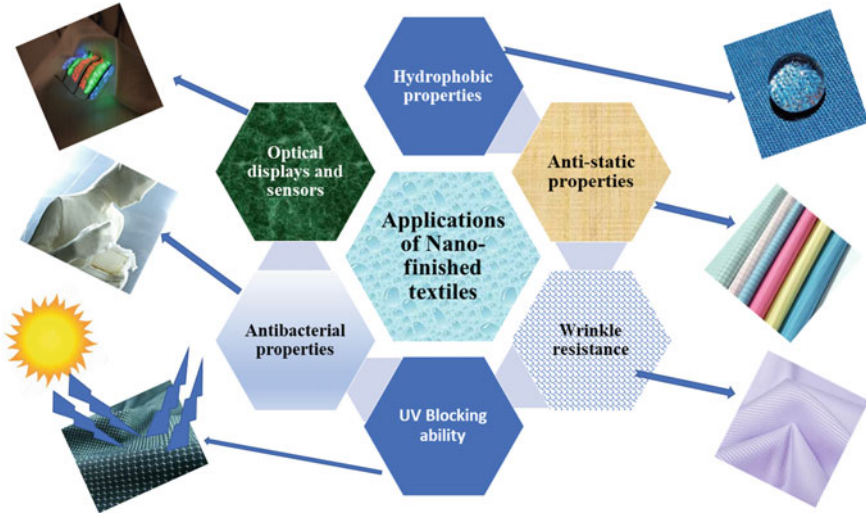 Hydrophobic
properties
Optical
displays and
sensors
Anti-static
properties
Applications
of Nano-
finished
textiles
Antibacterial
properties
Wrinkle
resistance
UV Blocking
ability